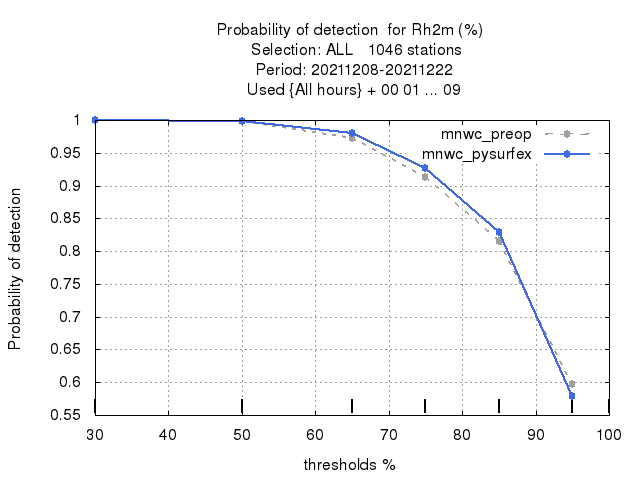 Probability of detection  for Rh2m (%)
Selection: ALL   1046 stations
Period: 20211208-20211222
Used {All hours} + 00 01 ... 09
mnwc_preop
mnwc_pysurfex
Probability of detection
1
0.95
0.9
0.85
0.8
0.75
0.7
0.65
0.6
0.55
30 40 50 60 70 80 90 100
thresholds %